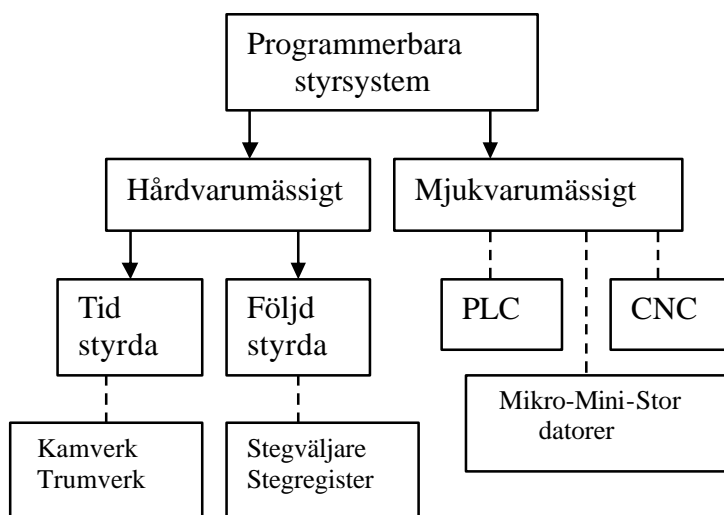 Programmerbara
styrsystem
Hårdvarumässigt
Mjukvarumässigt
Tid
styrda
Följd
styrda
PLC
CNC
Mikro-Mini-Stor
datorer
Kamverk
Trumverk
Stegväljare
Stegregister